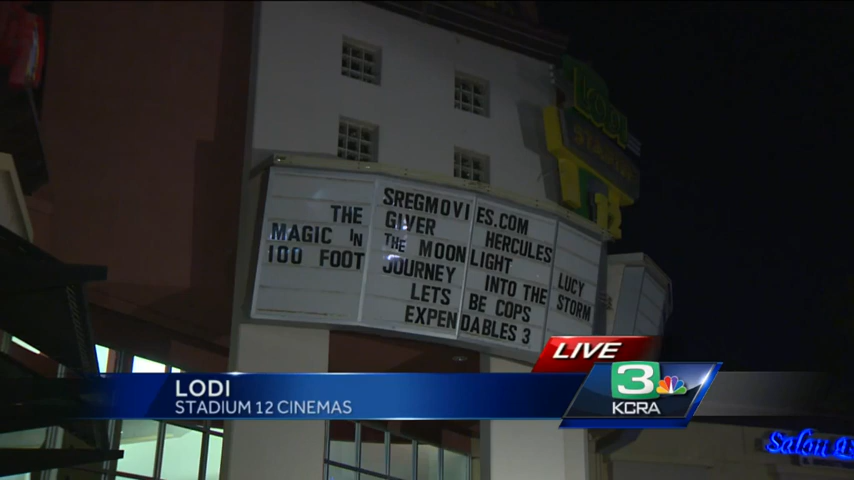 LODI
STADIUM
12
SREGMOVIES.COM
THE GIVER HERCULES
MAGIC IN THE MOONLIGHT LUCY
100 FOOT JOURNEY INTO THE STORM
LETS BE COPS
EXPENDABLES 3
LIVE
LODI
STADIUM 12 CINEMAS
3
KCRA
Salon